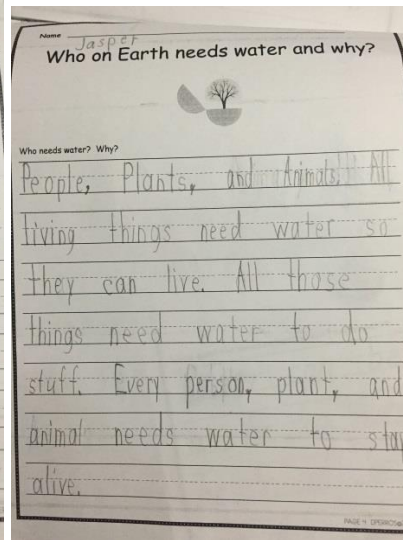 Name Jasper
Who on Earth needs water and why?
Who needs water? Why?
People, Plants, and Animals. All
living things need water so
they can live. All those
things need water to do
stuff. Every person, plant, and
animal needs water to stay
alive.